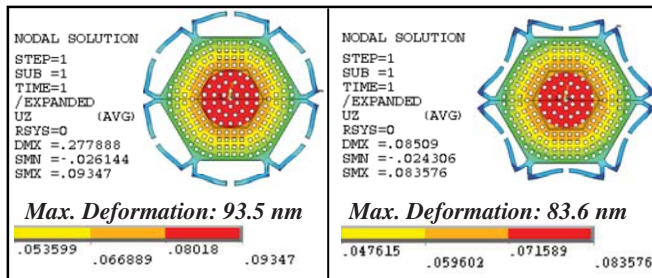 NODAL SOLUTION
STEP=1
SUB =1
TIME=1
/EXPANDED
UZ (AVG)
RSYS=0
DMX =.277888
SMN =-.026144
SMX =.09347
Max. Deformation: 93.5 nm
.053599 .08018
.066889 .09347
NODAL SOLUTION
STEP=1
SUB =1
TIME=1
/EXPANDED
UZ (AVG)
RSYS=0
DMX =.08509
SMN =-.024306
SMX =.083576
Max. Deformation: 83.6 nm
.047615 .071589
.059602 .083576